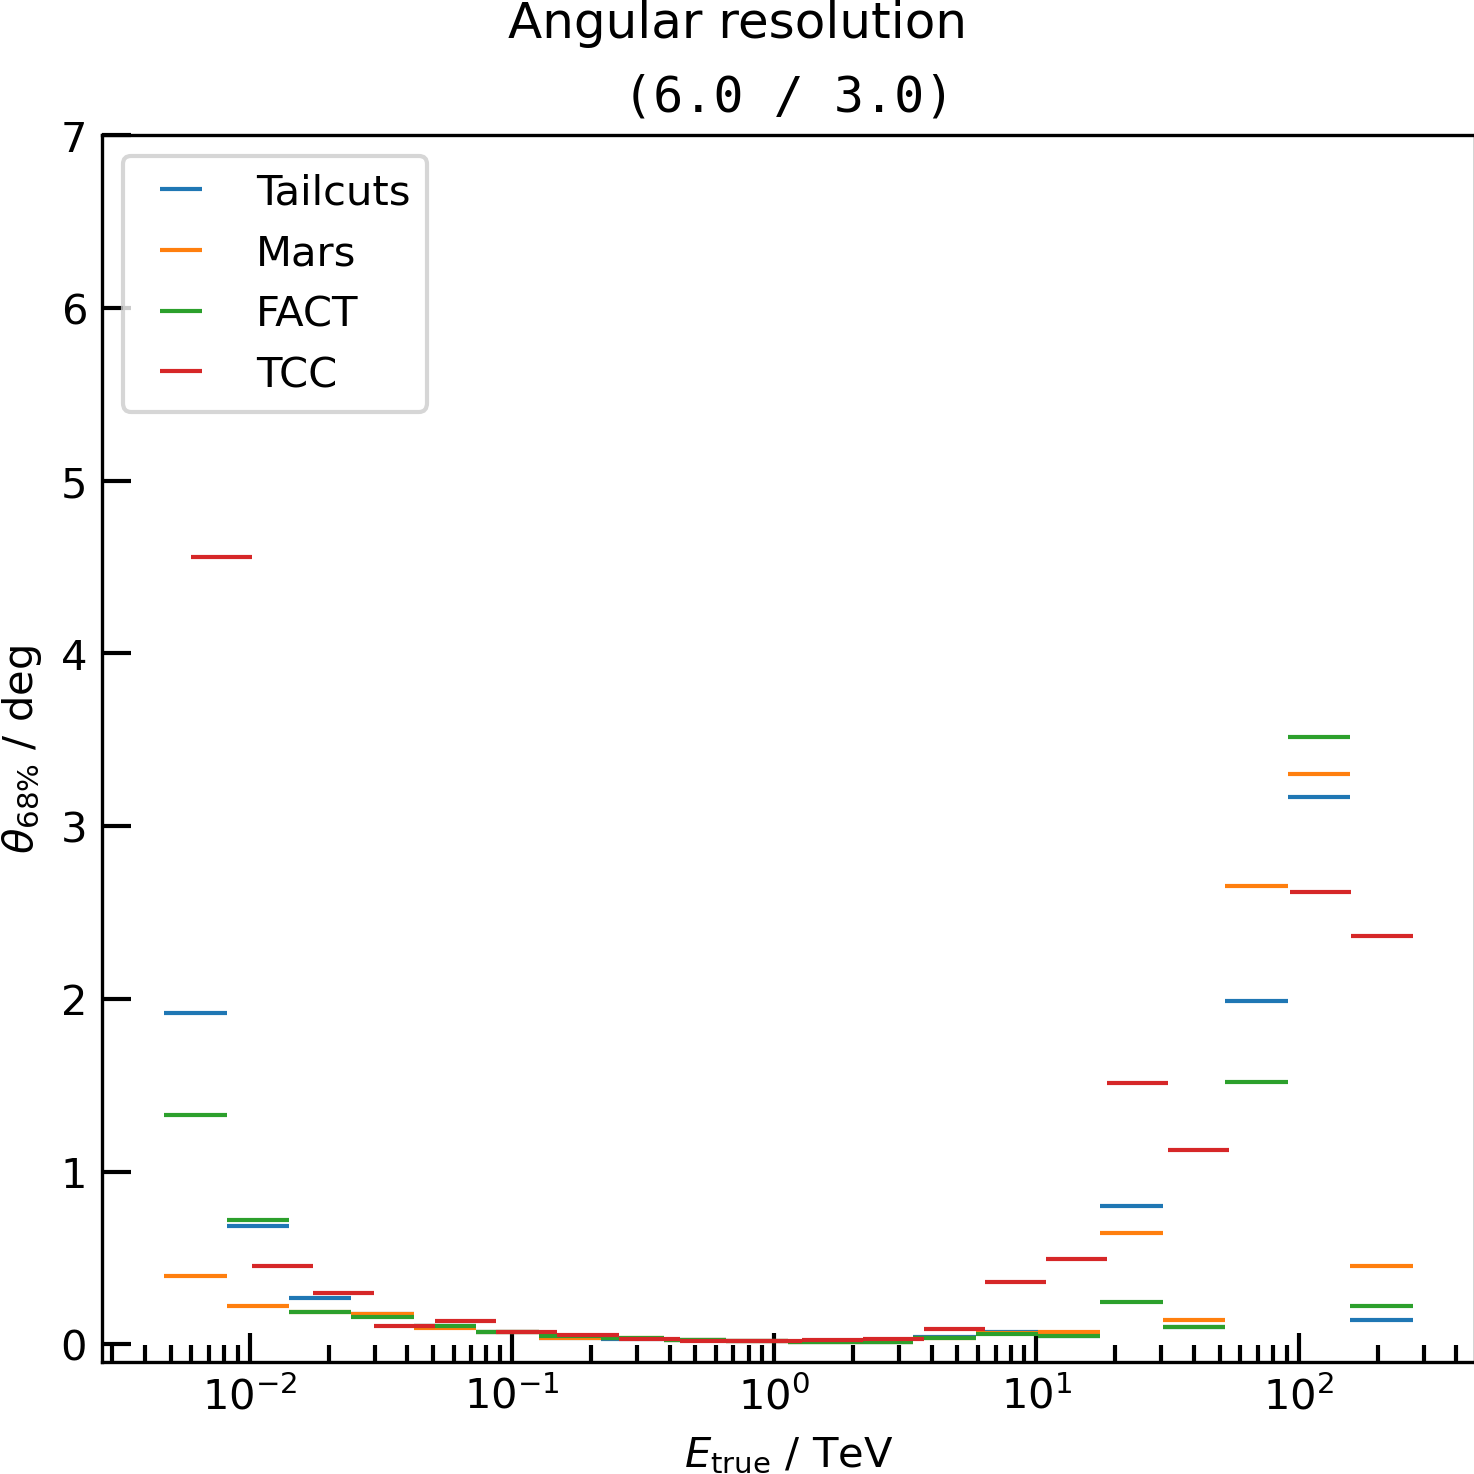 Angular resolution
(6.0 / 3.0)
7
6
5
4
3
2
1
0
θ68% / deg
Tailcuts
Mars
FACT
TCC
10−2
10−1
100
101
102
Etrue / TeV